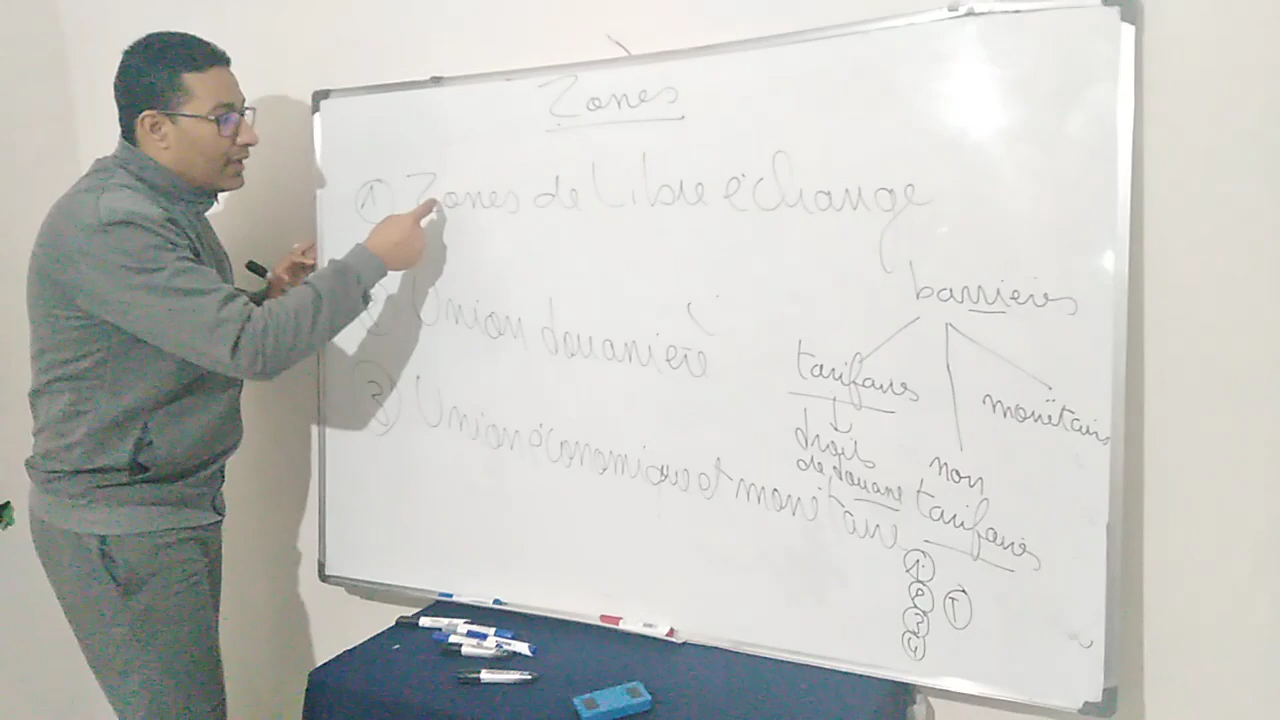 Zones
① Zones de Libre échange
Union douanière
③ Union économique et monétaire
barrières
tarifaires
droits
de douane
non
tarifaires
monétaires